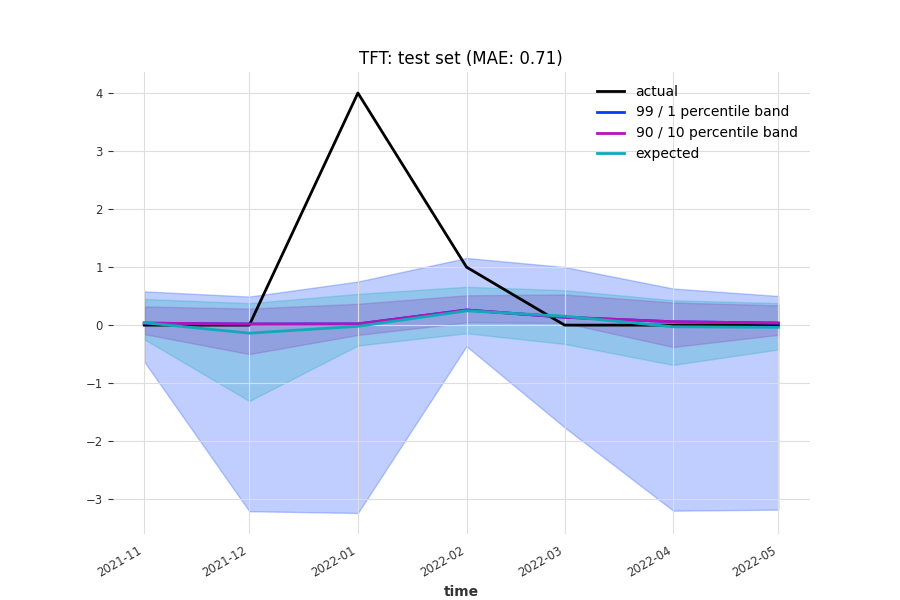 TFT: test set (MAE: 0.71)
actual
99 / 1 percentile band
90 / 10 percentile band
expected
4
3
2
1
0
−1
−2
−3
2021-11
2021-12
2022-01
2022-02
2022-03
2022-04
2022-05
time